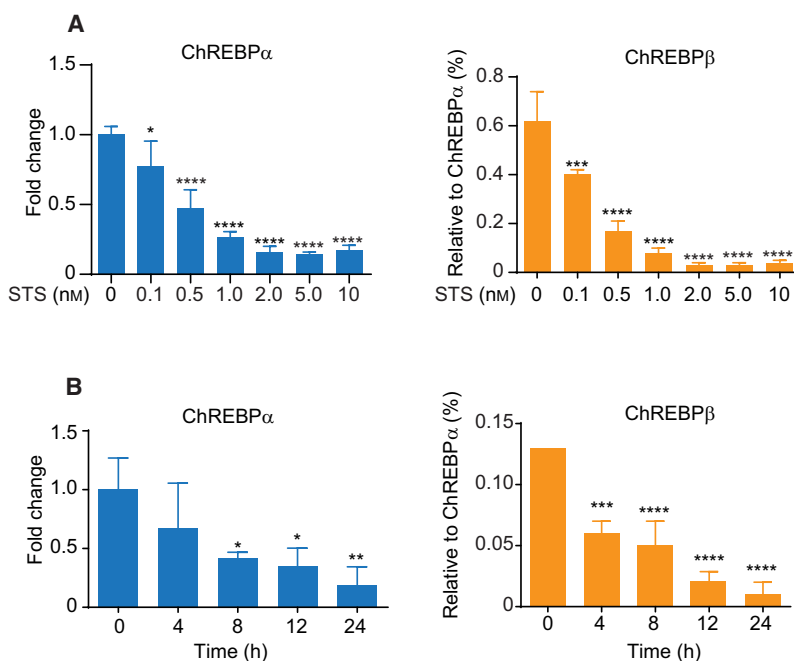 A
ChREBPα
Fold change
1.5
1.0
0.5
0
* **** **** **** **** ****
STS (nM) 0 0.1 0.5 1.0 2.0 5.0 10
ChREBPβ
Relative to ChREBPα (%)
0.8
0.6
0.4
0.2
0
*** **** **** **** **** ****
STS (nM) 0 0.1 0.5 1.0 2.0 5.0 10
B
ChREBPα
Fold change
1.5
1.0
0.5
0
* * **
0 4 8 12 24
Time (h)
ChREBPβ
Relative to ChREBPα (%)
0.15
0.10
0.05
0
*** **** **** ****
0 4 8 12 24
Time (h)